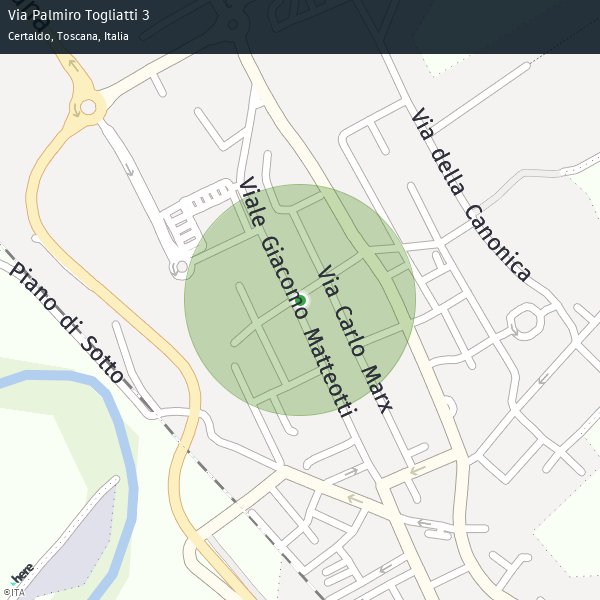 Via Palmiro Togliatti 3
Certaldo, Toscana, Italia
Via della Canonica
Viale Giacomo Matteotti
Via Carlo Marx
Piano di Sotto
here
©ITA